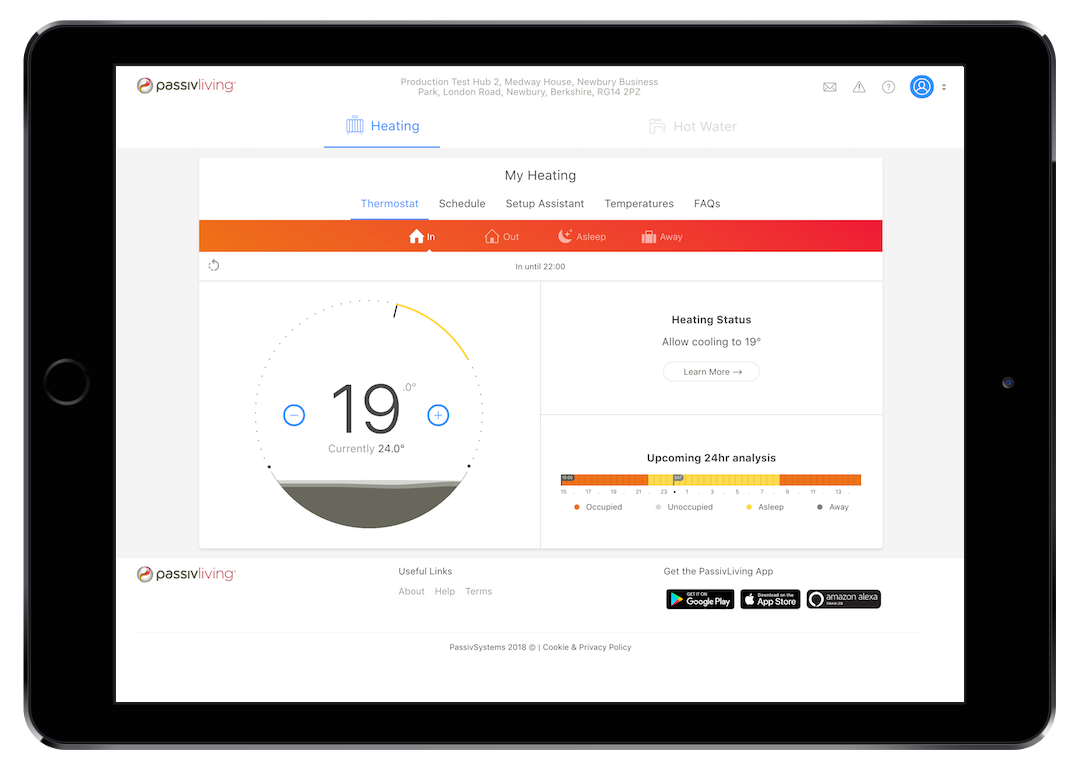 passivliving
Production Test Hub 2, Medway House, Newbury Business
Park, London Road, Newbury, Berkshire, RG14 2PZ
?
Heating
Hot Water
My Heating
Thermostat Schedule Setup Assistant Temperatures FAQs
In Out Asleep Away
In until 22:00
19.0°
Currently 24.0°
Heating Status
Allow cooling to 19°
Learn More →
Upcoming 24hr analysis
15:00 SAT
15 . 17 . 19 . 21 . 23 • 1 . 3 . 5 . 7 . 9 . 11 . 13 .
Occupied Unoccupied Asleep Away
passivliving
Useful Links
About Help Terms
Get the PassivLiving App
GET IT ON
Google Play
Download on the
App Store
amazon alexa
ENABLED
PassivSystems 2018 © | Cookie & Privacy Policy